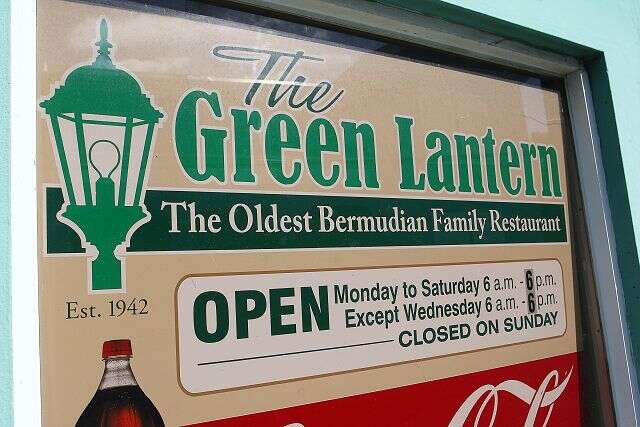 The
Green Lantern
The Oldest Bermudian Family Restaurant
Est. 1942
OPEN
Monday to Saturday 6 a.m. - 6 p.m.
Except Wednesday 6 a.m. - 6 p.m.
CLOSED ON SUNDAY